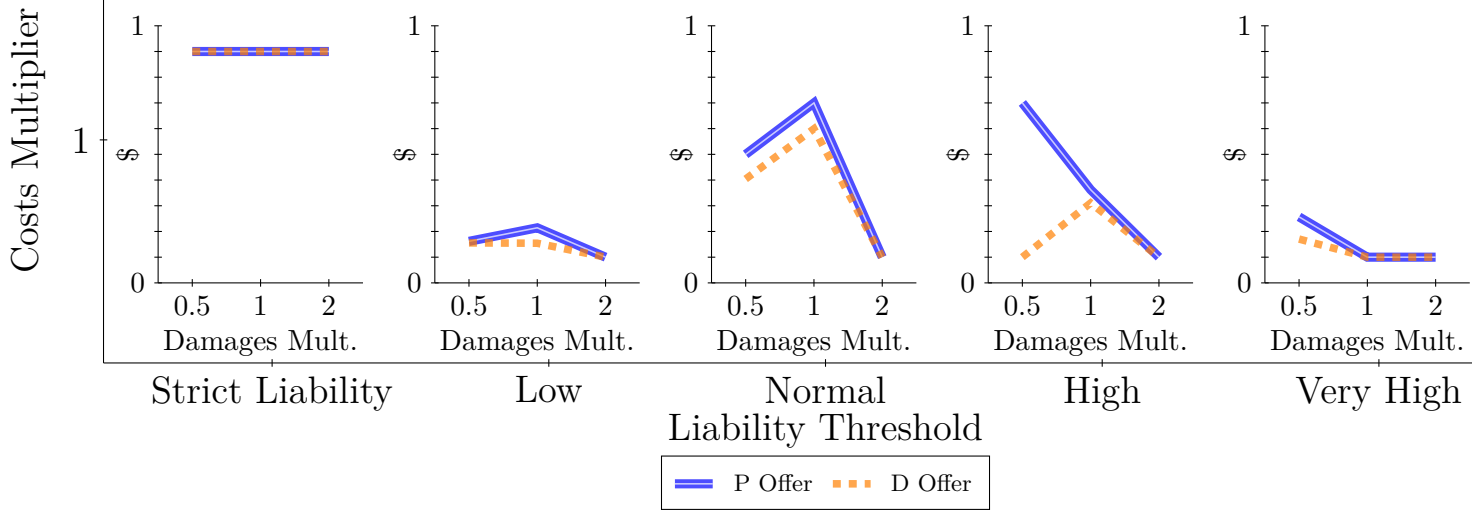 Costs Multiplier
1
1
$
0
0.5 1 2
Damages Mult.
1
$
0
0.5 1 2
Damages Mult.
1
$
0
0.5 1 2
Damages Mult.
1
$
0
0.5 1 2
Damages Mult.
1
$
0
0.5 1 2
Damages Mult.
Strict Liability Low Normal High Very High
Liability Threshold
P Offer D Offer